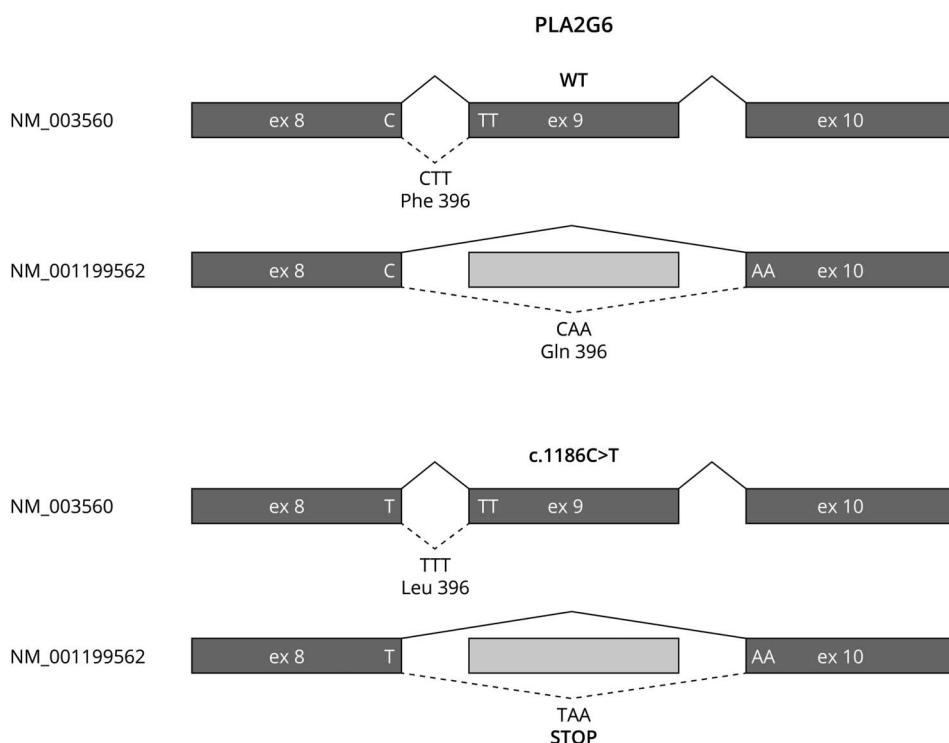 PLA2G6
WT
NM_003560
ex 8 C TT ex 9 ex 10
CTT
Phe 396
NM_001199562
ex 8 C AA ex 10
CAA
Gln 396
c.1186C>T
NM_003560
ex 8 T TT ex 9 ex 10
TTT
Leu 396
NM_001199562
ex 8 T AA ex 10
TAA
STOP